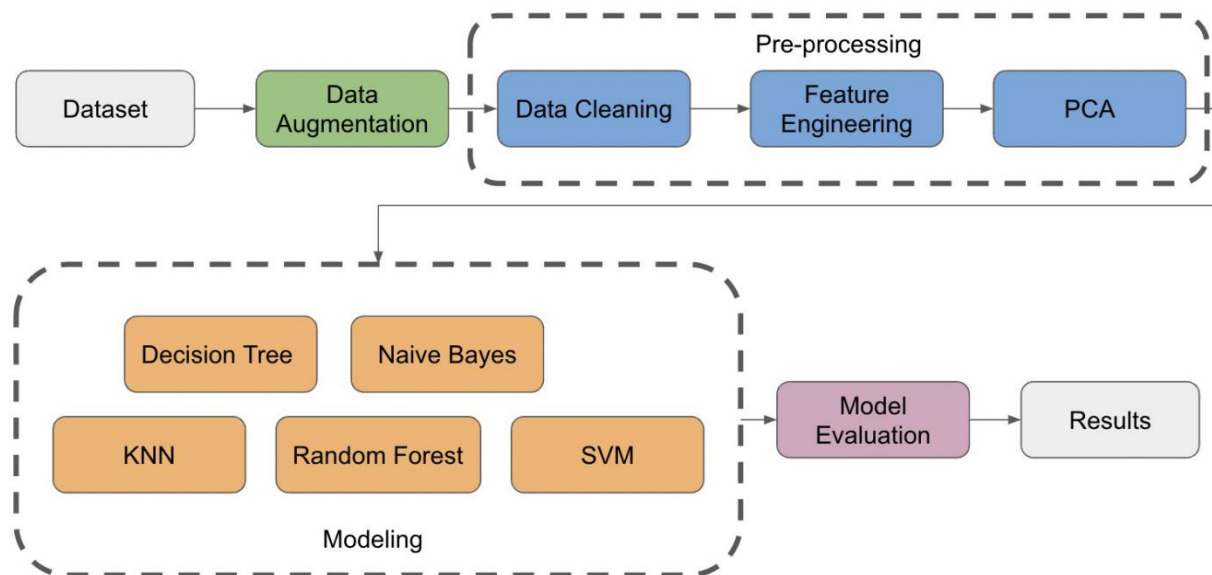 Pre-processing
Dataset
Data
Augmentation
Data Cleaning
Feature
Engineering
PCA
Decision Tree
Naive Bayes
KNN
Random Forest
SVM
Modeling
Model
Evaluation
Results